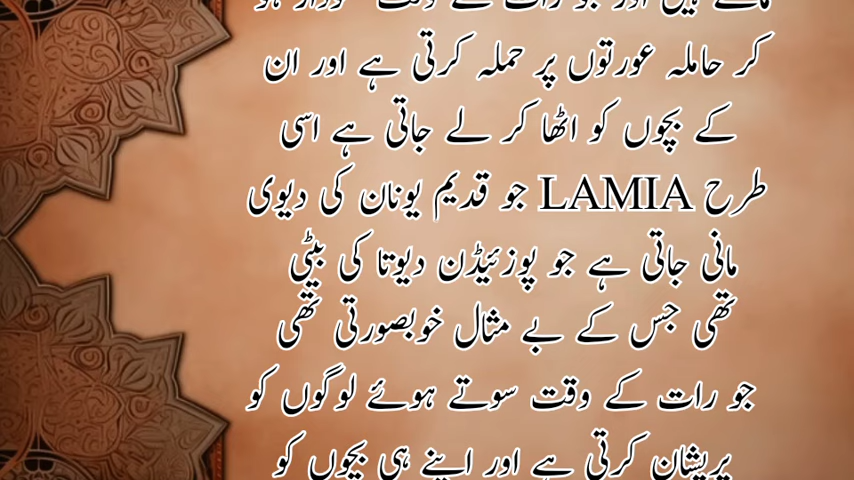 کر حاملہ عورتوں پر حملہ کرتی ہے اور ان
کے بچوں کو اٹھا کر لے جاتی ہے اسی
طرح LAMIA جو قدیم یونان کی دیوی
مانی جاتی ہے جو پوزئیڈن دیوتا کی بیٹی
تھی جس کے بے مثال خوبصورتی تھی
جو رات کے وقت سوتے ہوئے لوگوں کو
پریشان کرتی ہے اور اپنے ہی بچوں کو